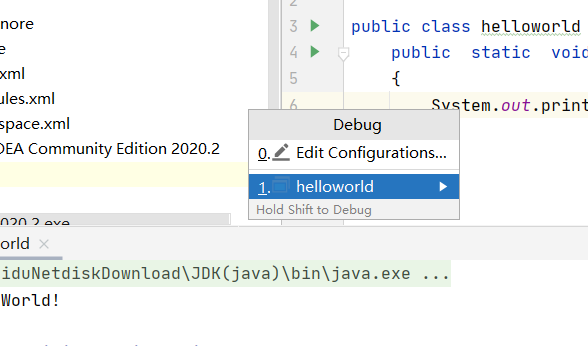 nore
e
xml
ules.xml
space.xml
DEA Community Edition 2020.2
2020.2.exe
2
3
4
5
6
public class helloworld
public static void
{
System.out.print
Debug
0. Edit Configurations...
1. helloworld
Hold Shift to Debug
orld ×
iduNetdiskDownload\JDK(java)\bin\java.exe ...
World!